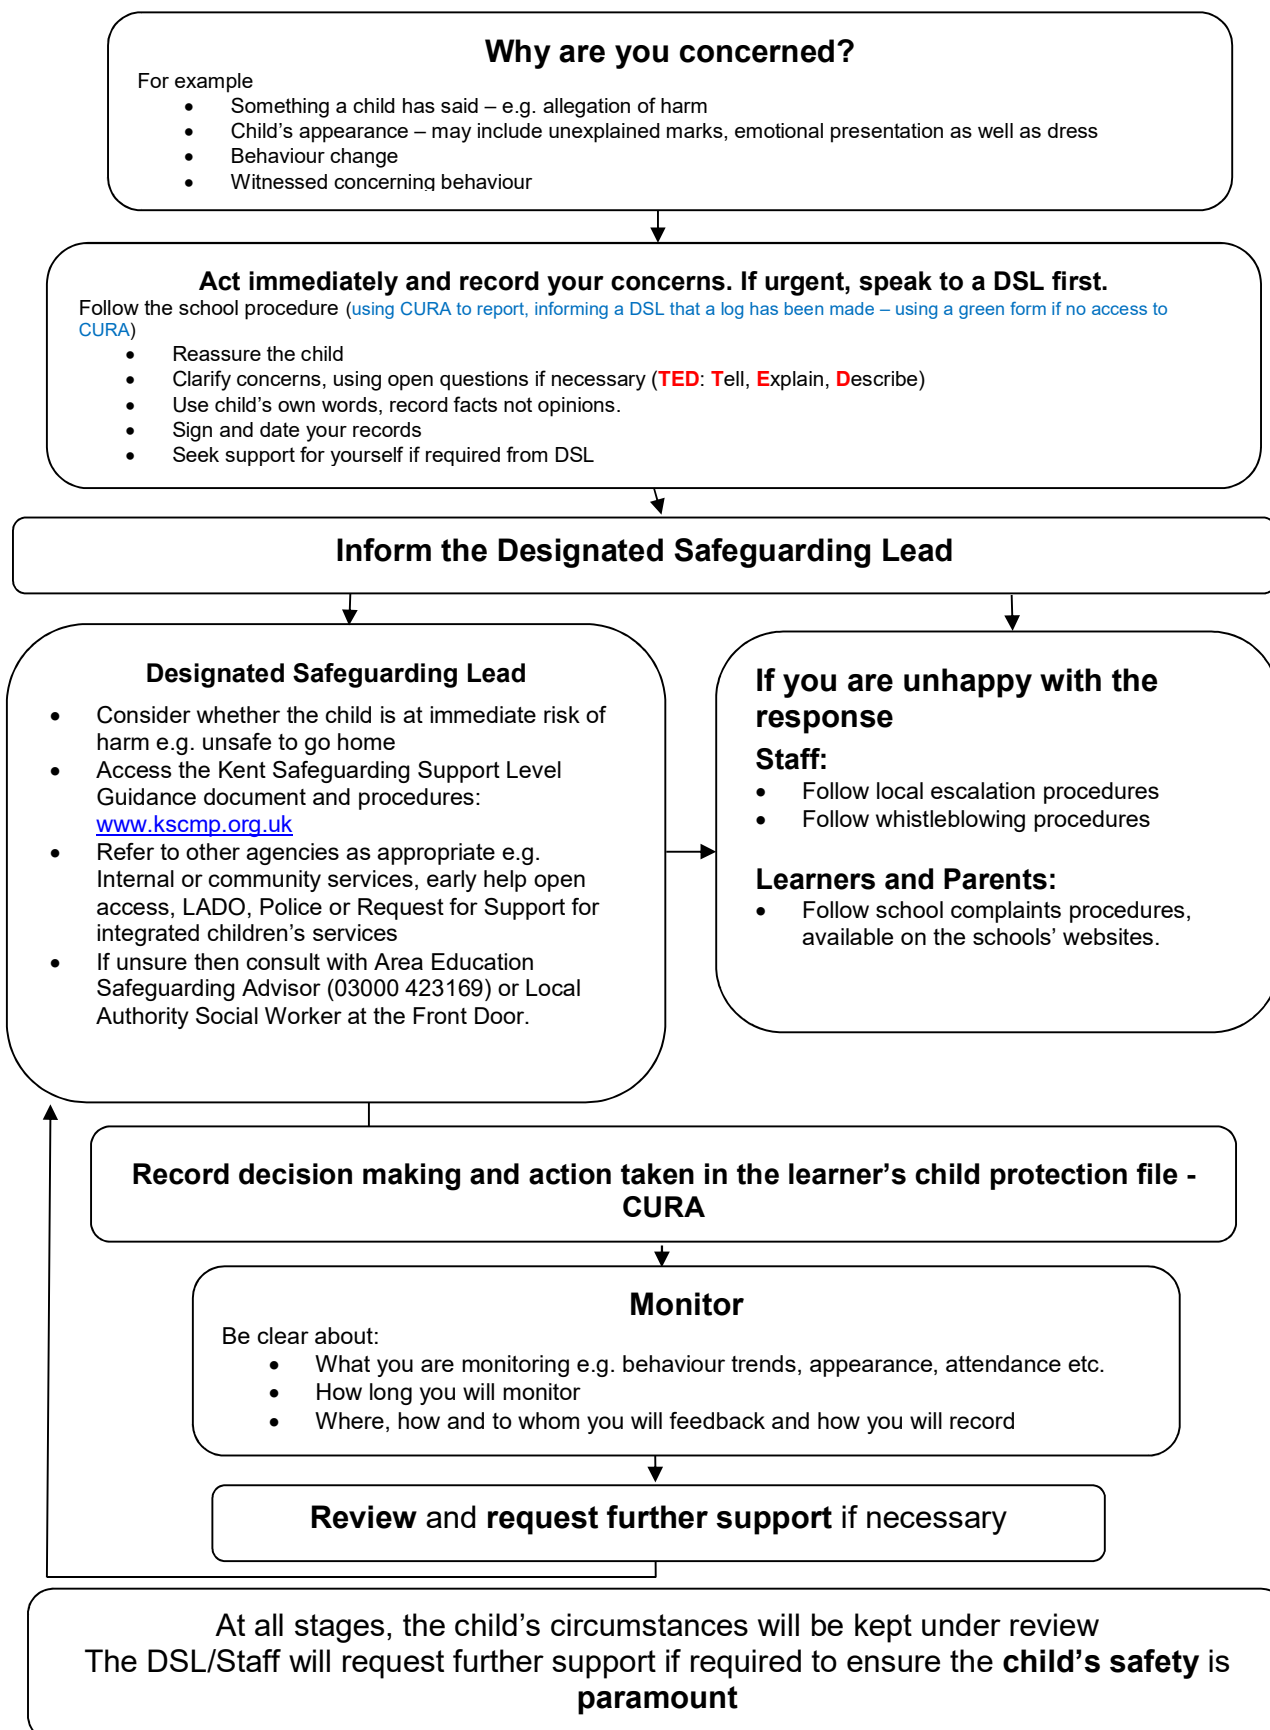 Why are you concerned?
For example
• Something a child has said – e.g. allegation of harm
• Child's appearance – may include unexplained marks, emotional presentation as well as dress
• Behaviour change
• Witnessed concerning behaviour
Act immediately and record your concerns. If urgent, speak to a DSL first.
Follow the school procedure (using CURA to report, informing a DSL that a log has been made – using a green form if no access to
CURA)
• Reassure the child
• Clarify concerns, using open questions if necessary (TED: Tell, Explain, Describe)
• Use child's own words, record facts not opinions.
• Sign and date your records
• Seek support for yourself if required from DSL
Inform the Designated Safeguarding Lead
Designated Safeguarding Lead
• Consider whether the child is at immediate risk of
harm e.g. unsafe to go home
• Access the Kent Safeguarding Support Level
Guidance document and procedures:
www.kscmp.org.uk
• Refer to other agencies as appropriate e.g.
Internal or community services, early help open
access, LADO, Police or Request for Support for
integrated children's services
• If unsure then consult with Area Education
Safeguarding Advisor (03000 423169) or Local
Authority Social Worker at the Front Door.
If you are unhappy with the
response
Staff:
• Follow local escalation procedures
• Follow whistleblowing procedures
Learners and Parents:
• Follow school complaints procedures,
available on the schools' websites.
Record decision making and action taken in the learner's child protection file -
CURA
Monitor
Be clear about:
• What you are monitoring e.g. behaviour trends, appearance, attendance etc.
• How long you will monitor
• Where, how and to whom you will feedback and how you will record
Review and request further support if necessary
At all stages, the child's circumstances will be kept under review
The DSL/Staff will request further support if required to ensure the child's safety is
paramount